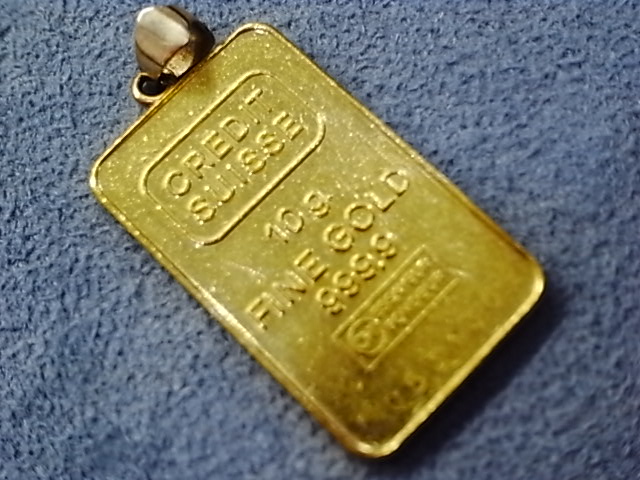 CREDIT
SUISSE
10 g.
FINE GOLD
999.9